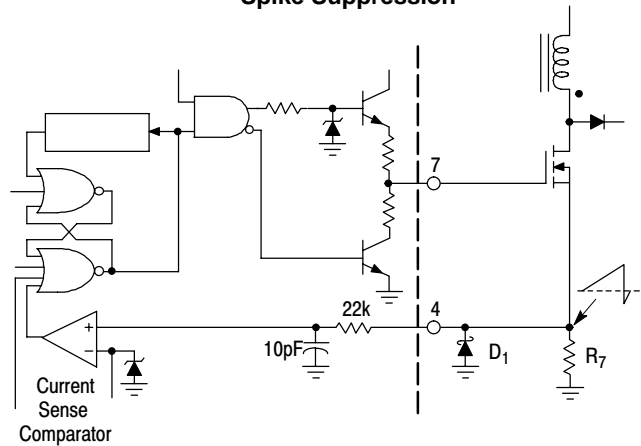 Spike Suppression
7
22k
4
+
−
10pF
D1
R7
Current
Sense
Comparator